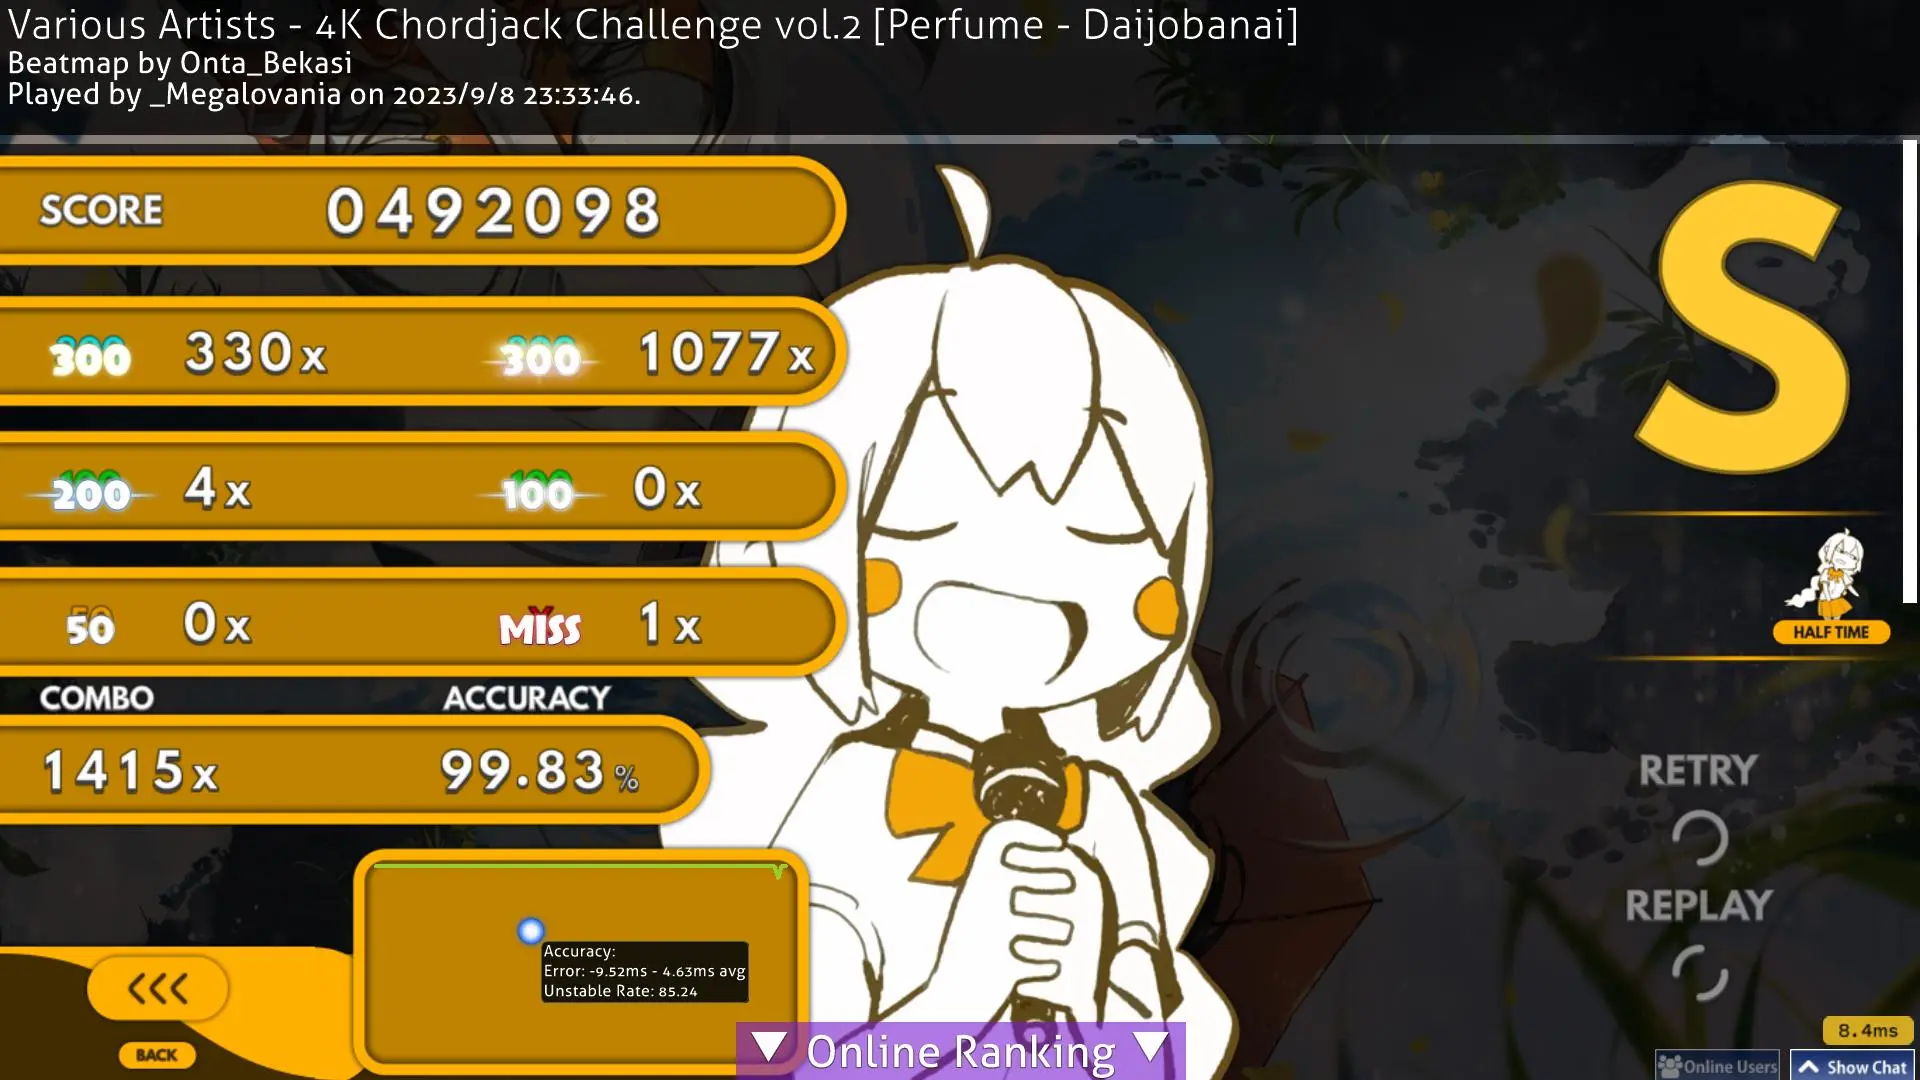 Various Artists - 4K Chordjack Challenge vol.2 [Perfume - Daijobanai]
Beatmap by Onta_Bekasi
Played by _Megalovania on 2023/9/8 23:33:46.
SCORE 0492098
S
300 330x 300 1077x
200 4x 100 0x
50 0x MISS 1x
HALF TIME
COMBO ACCURACY
1415x 99.83%
RETRY
REPLAY
Accuracy:
Error: -9.52ms - 4.63ms avg
Unstable Rate: 85.24
<<<
BACK
▼ Online Ranking ▼
8.4ms
Online Users
Show Chat